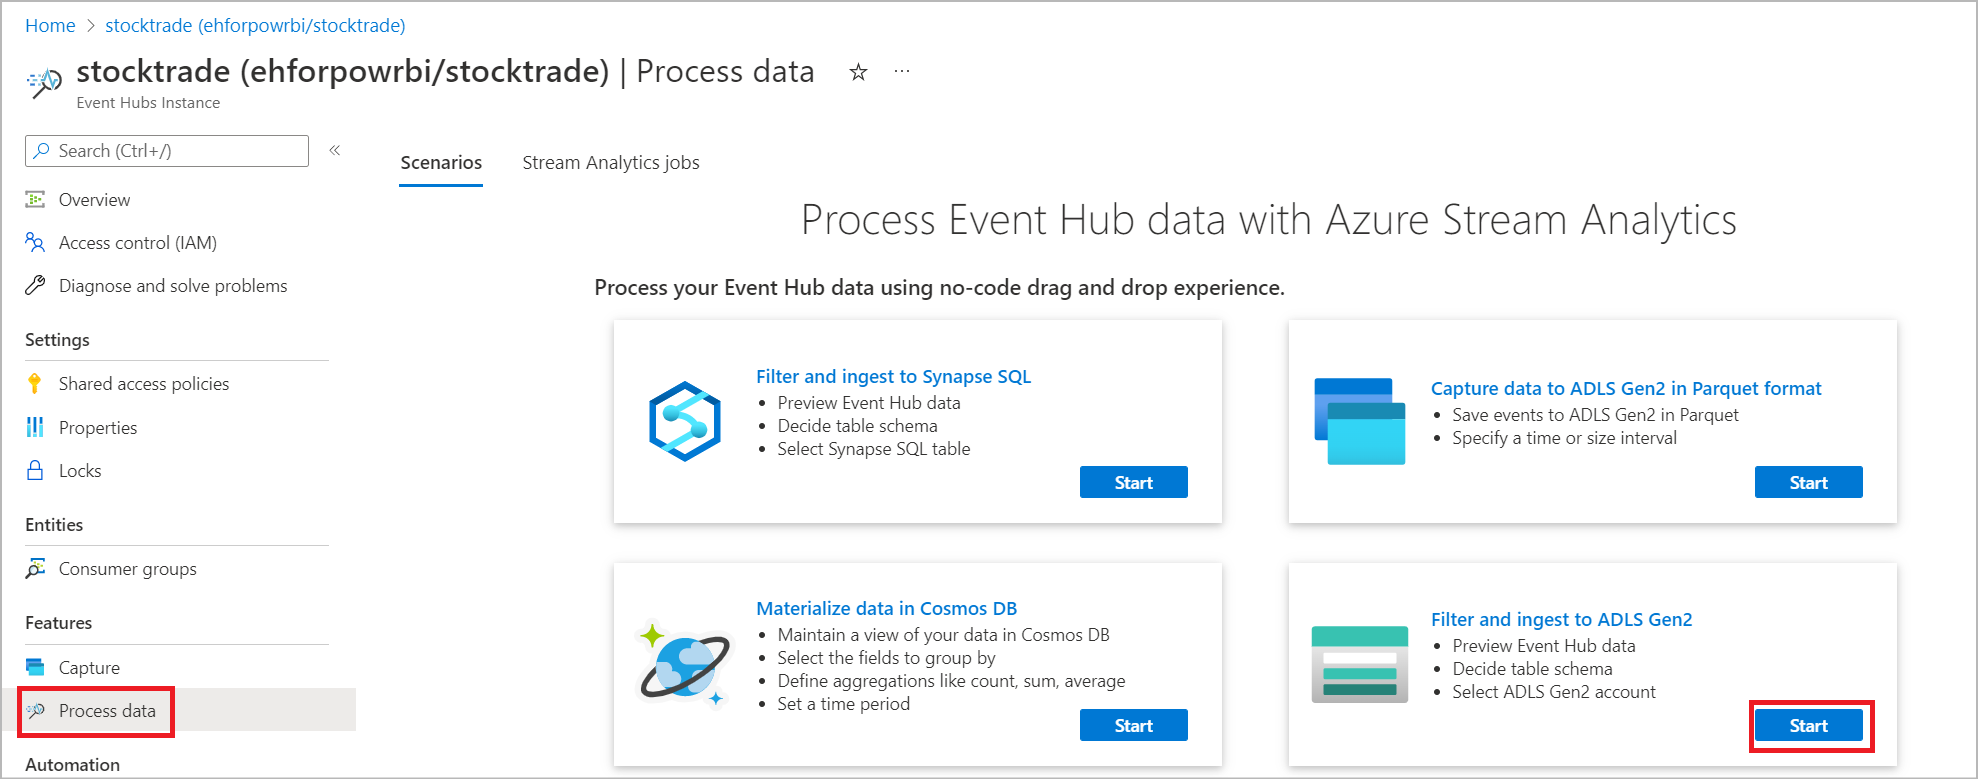 Home > stocktrade (ehforpowrbi/stocktrade)
stocktrade (ehforpowrbi/stocktrade) | Process data
Event Hubs Instance
Search (Ctrl+/)
Overview
Access control (IAM)
Diagnose and solve problems
Settings
Shared access policies
Properties
Locks
Entities
Consumer groups
Features
Capture
Process data
Automation
Scenarios
Stream Analytics jobs
Process Event Hub data with Azure Stream Analytics
Process your Event Hub data using no-code drag and drop experience.
Filter and ingest to Synapse SQL
• Preview Event Hub data
• Decide table schema
• Select Synapse SQL table
Start
Capture data to ADLS Gen2 in Parquet format
• Save events to ADLS Gen2 in Parquet
• Specify a time or size interval
Start
Materialize data in Cosmos DB
• Maintain a view of your data in Cosmos DB
• Select the fields to group by
• Define aggregations like count, sum, average
• Set a time period
Start
Filter and ingest to ADLS Gen2
• Preview Event Hub data
• Decide table schema
• Select ADLS Gen2 account
Start